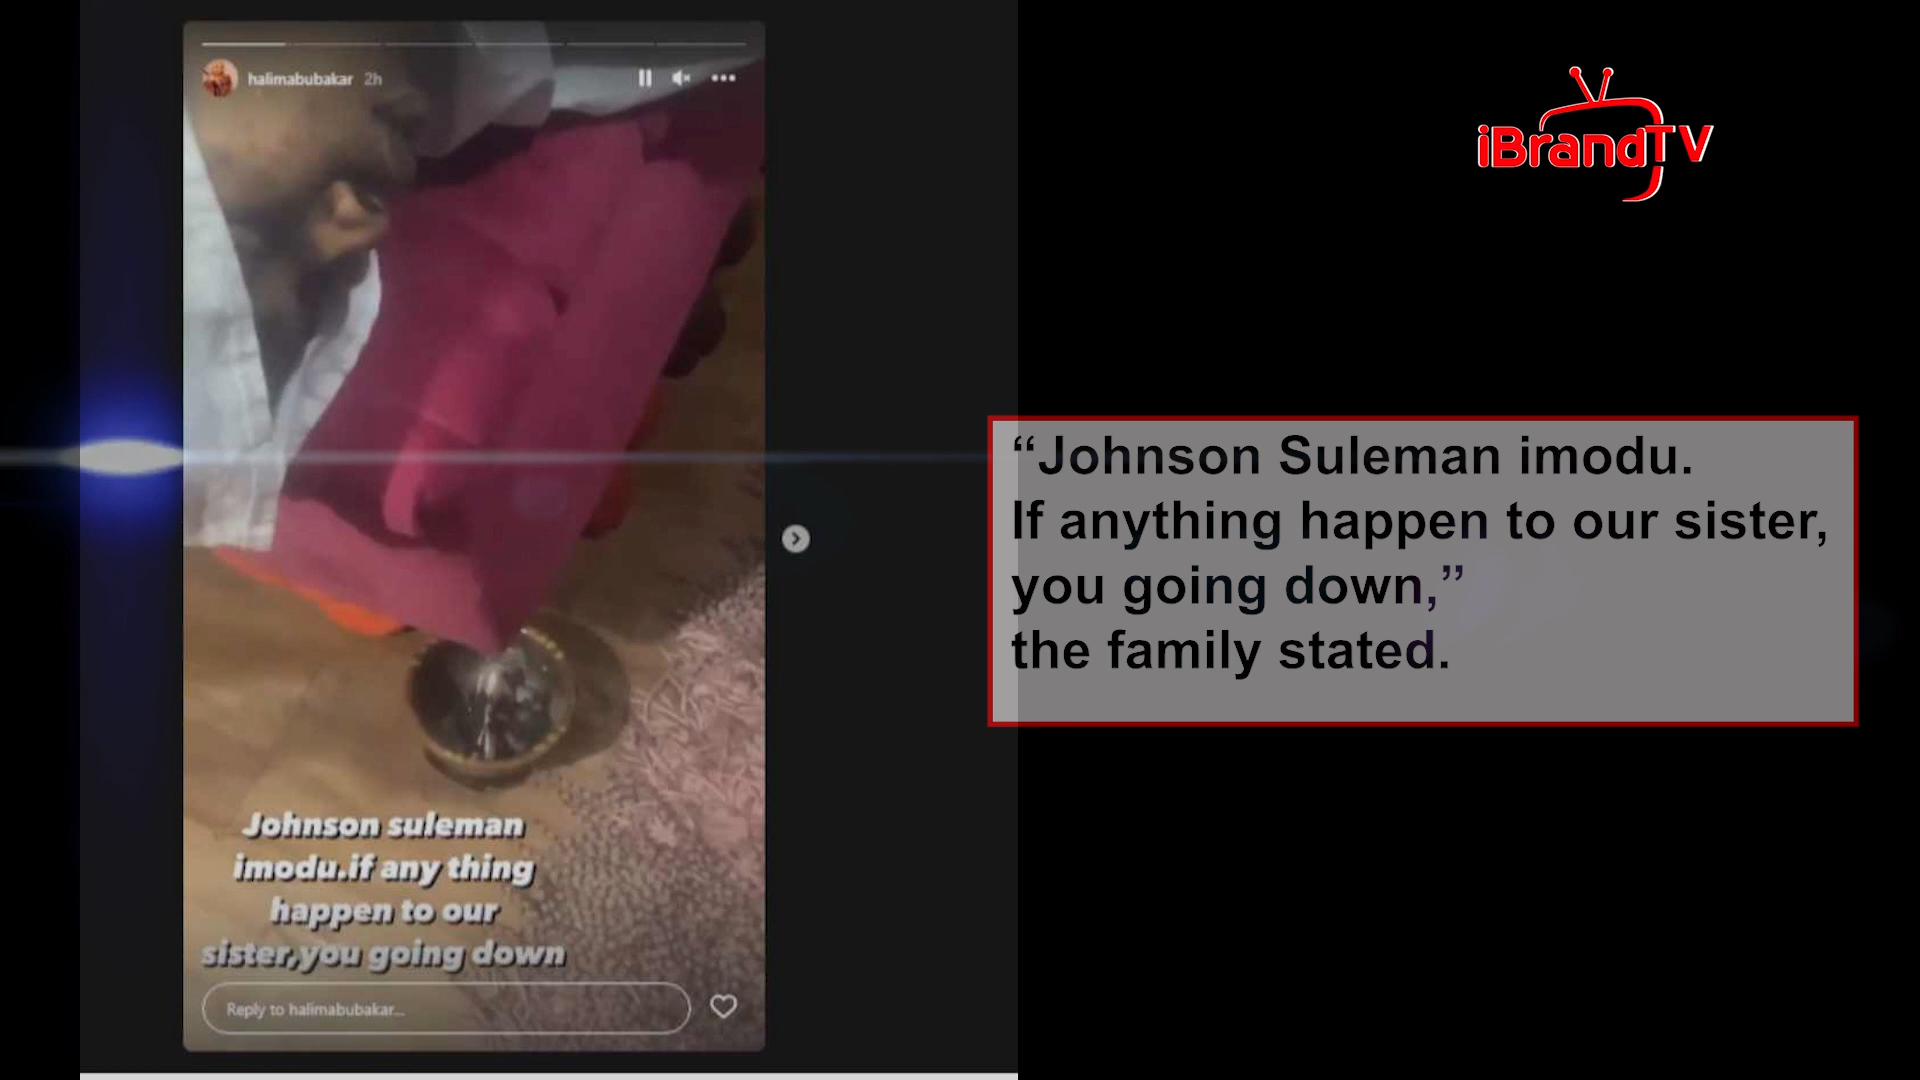 halimabubakar 2h
Johnson suleman
imodu.if any thing
happen to our
sister,you going down
Reply to halimabubakar...
iBrandTV
“Johnson Suleman imodu.
If anything happen to our sister,
you going down,”
the family stated.